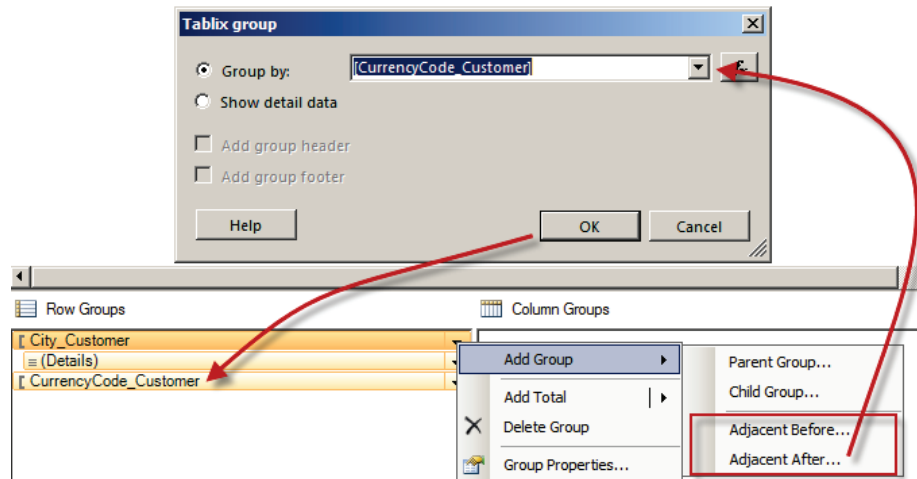 Tablix group
Group by:
[CurrencyCode_Customer]
Show detail data
Add group header
Add group footer
Help
OK
Cancel
Row Groups
Column Groups
City_Customer
(Details)
CurrencyCode_Customer
Add Group
Add Total
Delete Group
Group Properties...
Parent Group...
Child Group...
Adjacent Before...
Adjacent After...